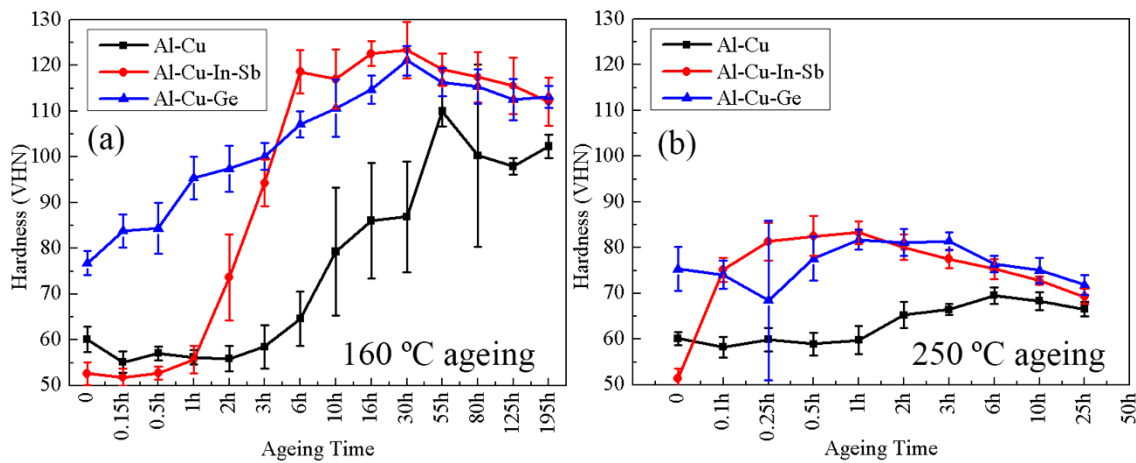 130
120
110
100
90
80
70
60
50
Hardness (VHN)
Al-Cu
Al-Cu-In-Sb
Al-Cu-Ge
(a)
160 ºC ageing
0
0.15h
0.5h
1h
2h
3h
6h
10h
16h
30h
55h
80h
125h
195h
Ageing Time
130
120
110
100
90
80
70
60
50
Hardness (VHN)
Al-Cu
Al-Cu-In-Sb
Al-Cu-Ge
(b)
250 ºC ageing
0
0.1h
0.25h
0.5h
1h
2h
3h
6h
10h
25h
50h
Ageing Time